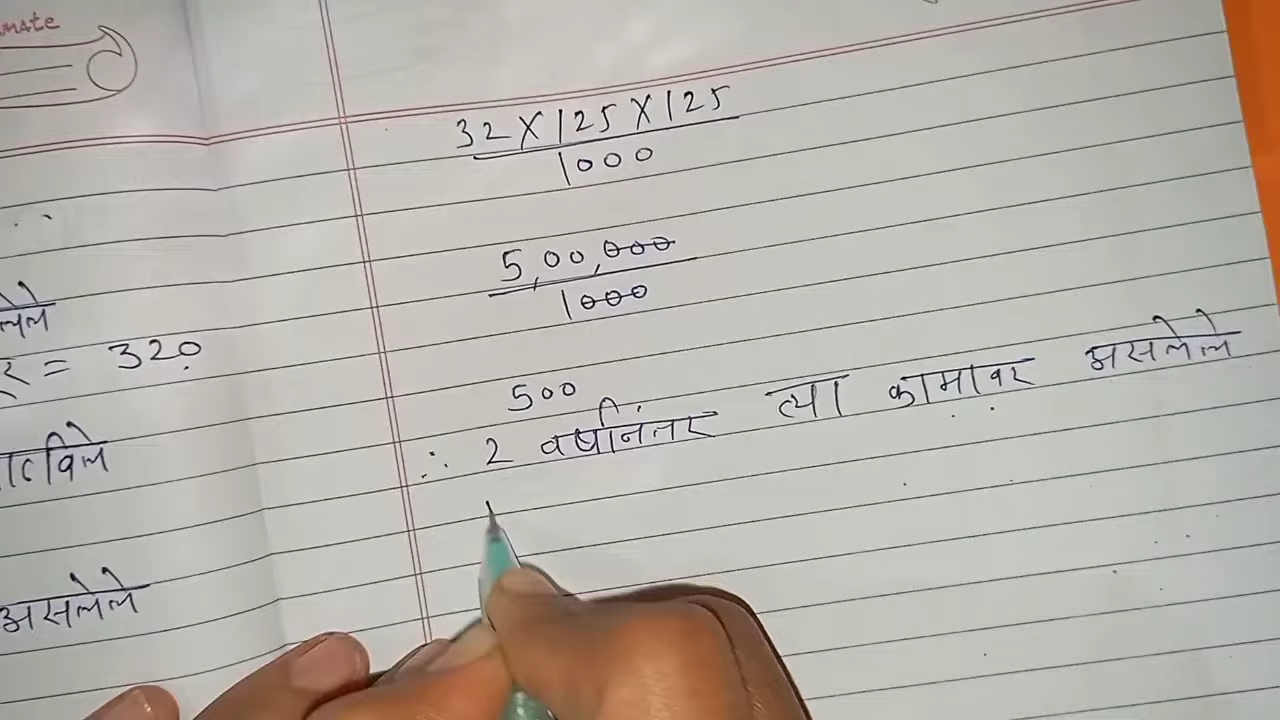 = 320
असलेले
32 X 125 X 125
1000
5,00,000
1000
500
∴ 2 वर्षानंतर त्या कामावर असलेले